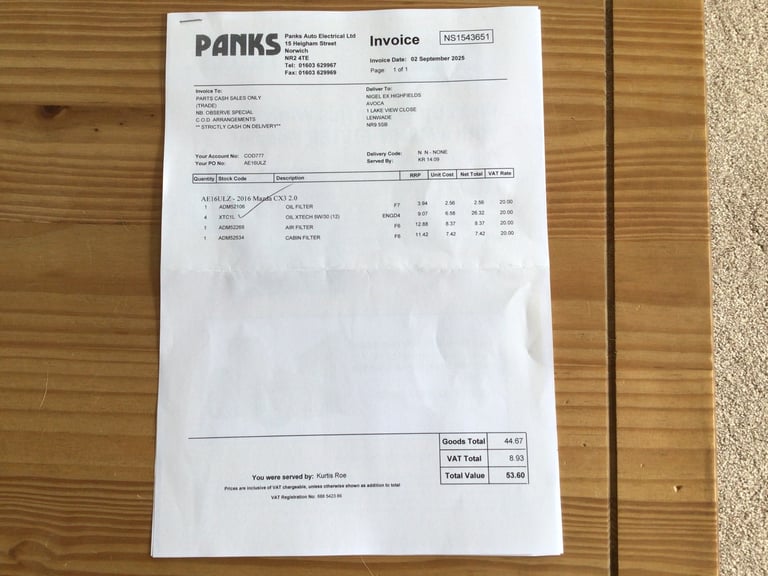 PANKS
Panks Auto Electrical Ltd
15 Heigham Street
Norwich
NR2 4TE
Tel: 01603 629967
Fax: 01603 629969
Invoice NS1543651
Invoice Date: 02 September 2025
Page: 1 of 1
Invoice To:
PARTS CASH SALES ONLY
(TRADE)
NB OBSERVE SPECIAL
C.O.D ARRANGEMENTS
** STRICTLY CASH ON DELIVERY**
Deliver To:
NIGEL EX HIGHFIELDS
AVOCA
1 LAKE VIEW CLOSE
LENWADE
NR9 5SB
Your Account No: COD777
Your PO No: AE16ULZ
Delivery Code: N N - NONE
Served By: KR 14:09
Quantity Stock Code Description RRP Unit Cost Net Total VAT Rate
AE16ULZ - 2016 Mazda CX3 2.0
1 ADM52106 OIL FILTER F7 3.94 2.56 2.56 20.00
4 XTC1L OIL XTECH 5W/30 (12) ENGD4 9.07 6.58 26.32 20.00
1 ADM52268 AIR FILTER F6 12.88 8.37 8.37 20.00
1 ADM52534 CABIN FILTER F6 11.42 7.42 7.42 20.00
Goods Total 44.67
VAT Total 8.93
Total Value 53.60
You were served by: Kurtis Roe
Prices are inclusive of VAT chargeable, unless otherwise shown as addition to total
VAT Registration No: 686 5423 86